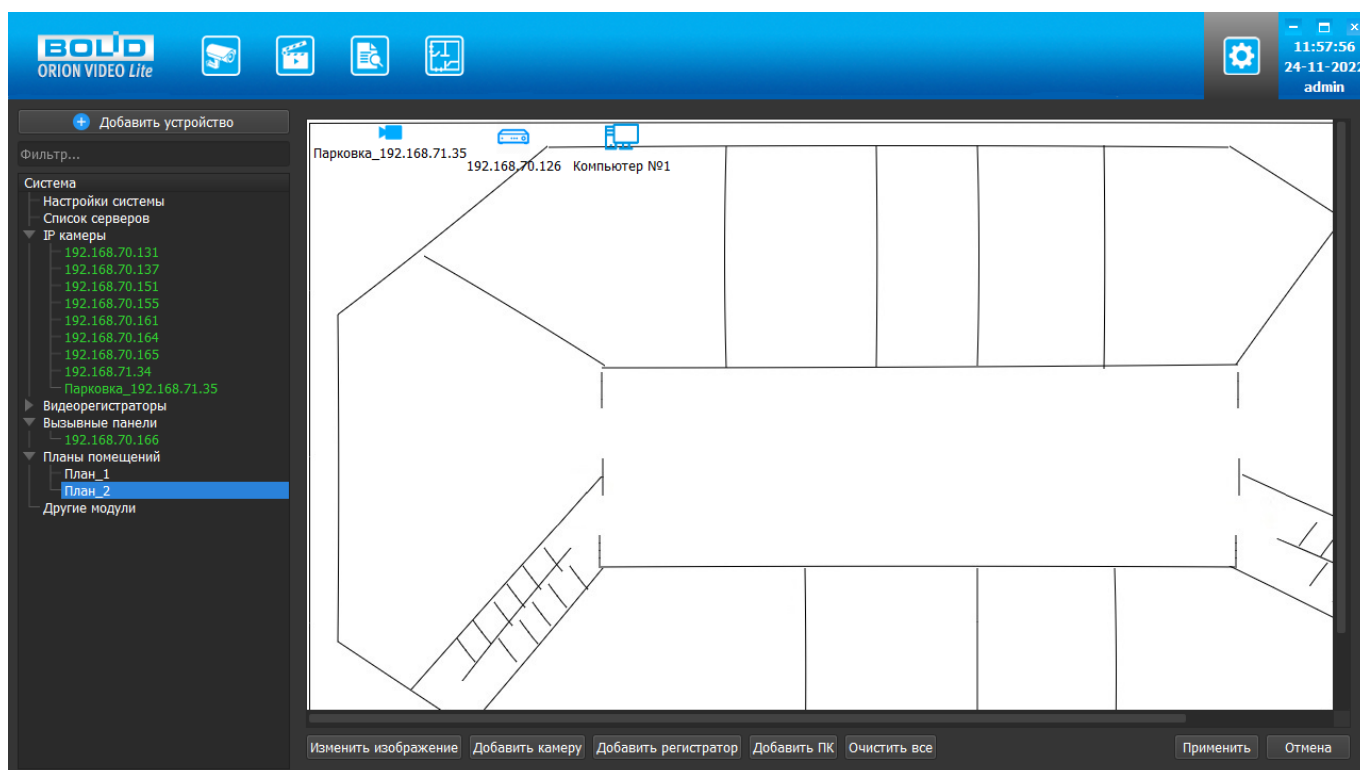 BOLID
ORION VIDEO Lite
11:57:56
24-11-2022
admin
Добавить устройство
Фильтр...
Система
Настройки системы
Список серверов
IP камеры
192.168.70.131
192.168.70.137
192.168.70.151
192.168.70.155
192.168.70.161
192.168.70.164
192.168.70.165
192.168.71.34
Парковка_192.168.71.35
Видеорегистраторы
Вызывные панели
192.168.70.166
Планы помещений
План_1
План_2
Другие модули
Парковка_192.168.71.35
192.168.70.126 Компьютер №1
Изменить изображение Добавить камеру Добавить регистратор Добавить ПК Очистить все Применить Отмена